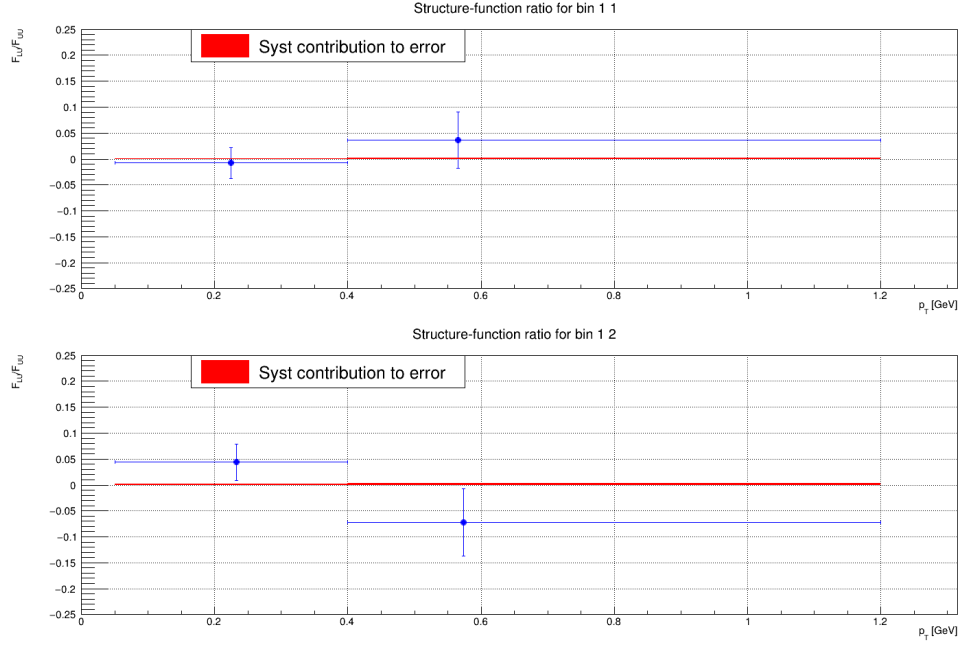 Structure-function ratio for bin 1 1
F_LU/F_UU
Syst contribution to error
0.25
0.2
0.15
0.1
0.05
0
−0.05
−0.1
−0.15
−0.2
−0.25
0 0.2 0.4 0.6 0.8 1 1.2
p_T [GeV]
Structure-function ratio for bin 1 2
F_LU/F_UU
Syst contribution to error
0.25
0.2
0.15
0.1
0.05
0
−0.05
−0.1
−0.15
−0.2
−0.25
0 0.2 0.4 0.6 0.8 1 1.2
p_T [GeV]